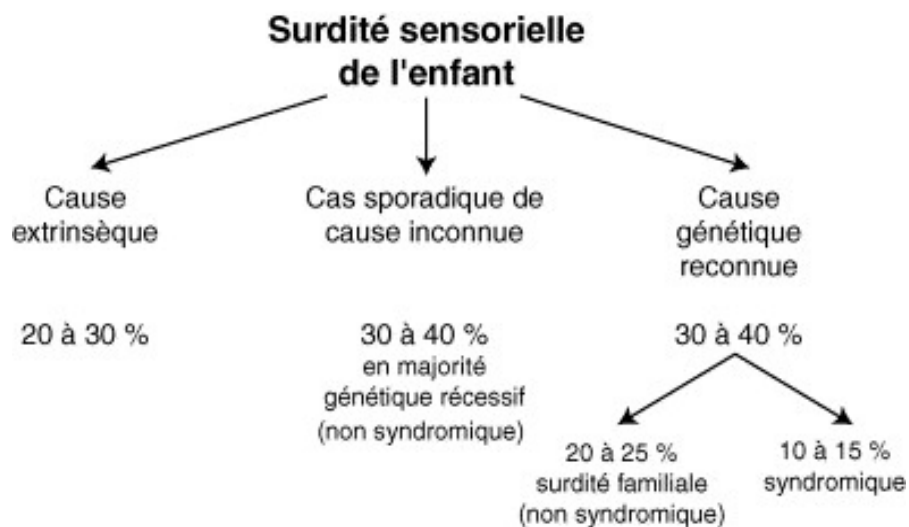 Surdité sensorielle
de l'enfant
Cause
extrinsèque
20 à 30 %
Cas sporadique de
cause inconnue
30 à 40 %
en majorité
génétique récessif
(non syndromique)
Cause
génétique
reconnue
30 à 40 %
20 à 25 %
surdité familiale
(non syndromique)
10 à 15 %
syndromique